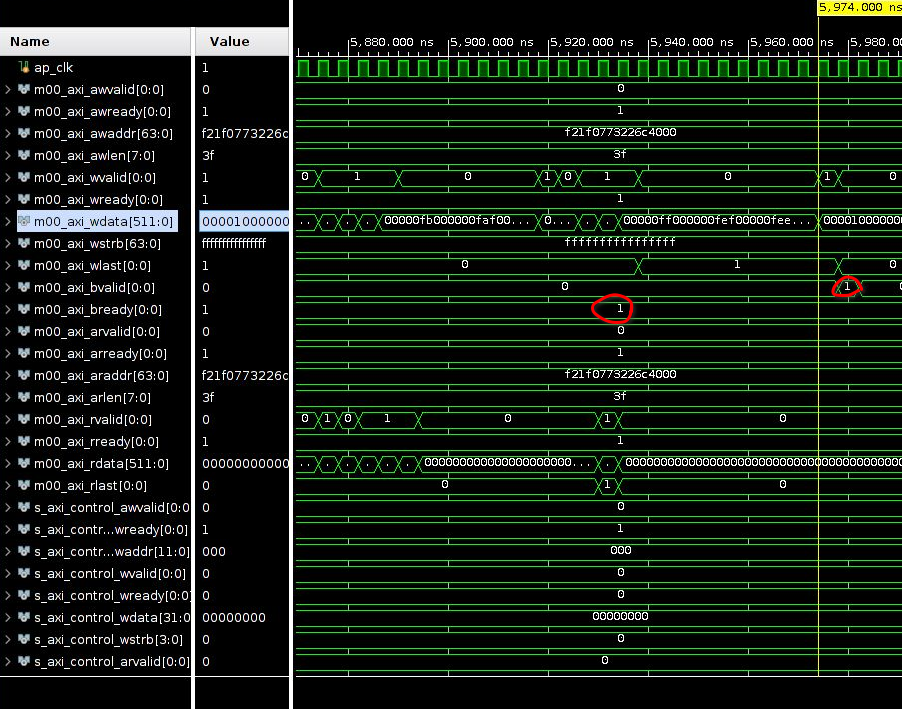 5,974.000 ns
Name Value 5,880.000 ns 5,900.000 ns 5,920.000 ns 5,940.000 ns 5,960.000 ns 5,980.0
ap_clk 1
m00_axi_awvalid[0:0] 0 0
m00_axi_awready[0:0] 1 1
m00_axi_awaddr[63:0] f21f0773226c f21f0773226c4000
m00_axi_awlen[7:0] 3f 3f
m00_axi_wvalid[0:0] 1 0 1 0 1 0 1 0 1 0
m00_axi_wready[0:0] 1 1
m00_axi_wdata[511:0] 00001000000 00000fb000000faf00... 0... 00000ff000000fef00000fee... 0000100000
m00_axi_wstrb[63:0] ffffffffffffffff ffffffffffffffff
m00_axi_wlast[0:0] 1 0 1 0
m00_axi_bvalid[0:0] 0 0 1 0
m00_axi_bready[0:0] 1 1
m00_axi_arvalid[0:0] 0 0
m00_axi_arready[0:0] 1 1
m00_axi_araddr[63:0] f21f0773226c f21f0773226c4000
m00_axi_arlen[7:0] 3f 3f
m00_axi_rvalid[0:0] 0 0 1 0 1 0 1 0
m00_axi_rready[0:0] 1 1
m00_axi_rdata[511:0] 00000000000
m00_axi_rlast[0:0] 0 0 1 0
s_axi_control_awvalid[0:0 0 0
s_axi_contr...wready[0:0] 1 1
s_axi_contr...waddr[11:0] 000 000
s_axi_control_wvalid[0:0] 0 0
s_axi_control_wready[0:0] 0 0
s_axi_control_wdata[31:0 00000000 00000000
s_axi_control_wstrb[3:0] 0 0
s_axi_control_arvalid[0:0] 0 0